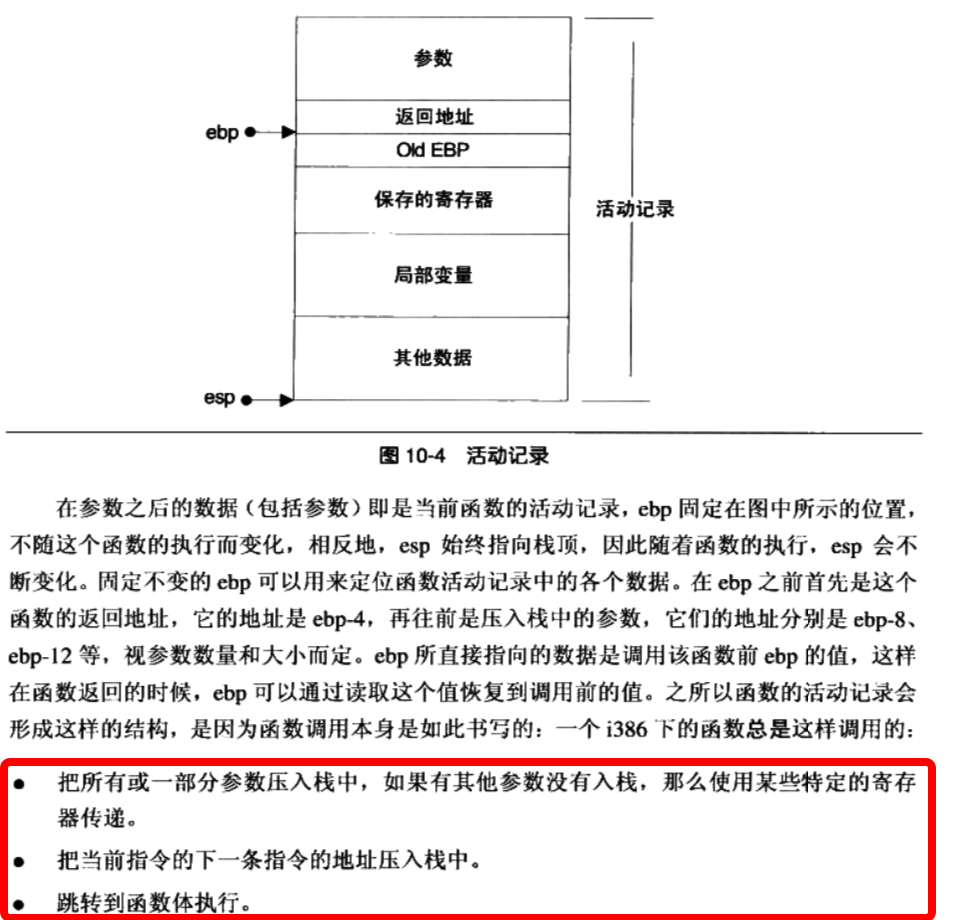 参数
返回地址
ebp
Old EBP
保存的寄存器
活动记录
局部变量
其他数据
esp
图 10-4 活动记录
在参数之后的数据（包括参数）即是当前函数的活动记录，ebp 固定在图中所示的位置，
不随这个函数的执行而变化，相反地，esp 始终指向栈顶，因此随着函数的执行，esp 会不
断变化。固定不变的 ebp 可以用来定位函数活动记录中的各个数据。在 ebp 之前首先是这个
函数的返回地址，它的地址是 ebp-4，再往前是压入栈中的参数，它们的地址分别是 ebp-8、
ebp-12 等，视参数数量和大小而定。ebp 所直接指向的数据是调用该函数前 ebp 的值，这样
在函数返回的时候，ebp 可以通过读取这个值恢复到调用前的值。之所以函数的活动记录会
形成这样的结构，是因为函数调用本身是如此书写的：一个 i386 下的函数总是这样调用的：
● 把所有或一部分参数压入栈中，如果有其他参数没有入栈，那么使用某些特定的寄存
器传递。
● 把当前指令的下一条指令的地址压入栈中。
● 跳转到函数体执行。